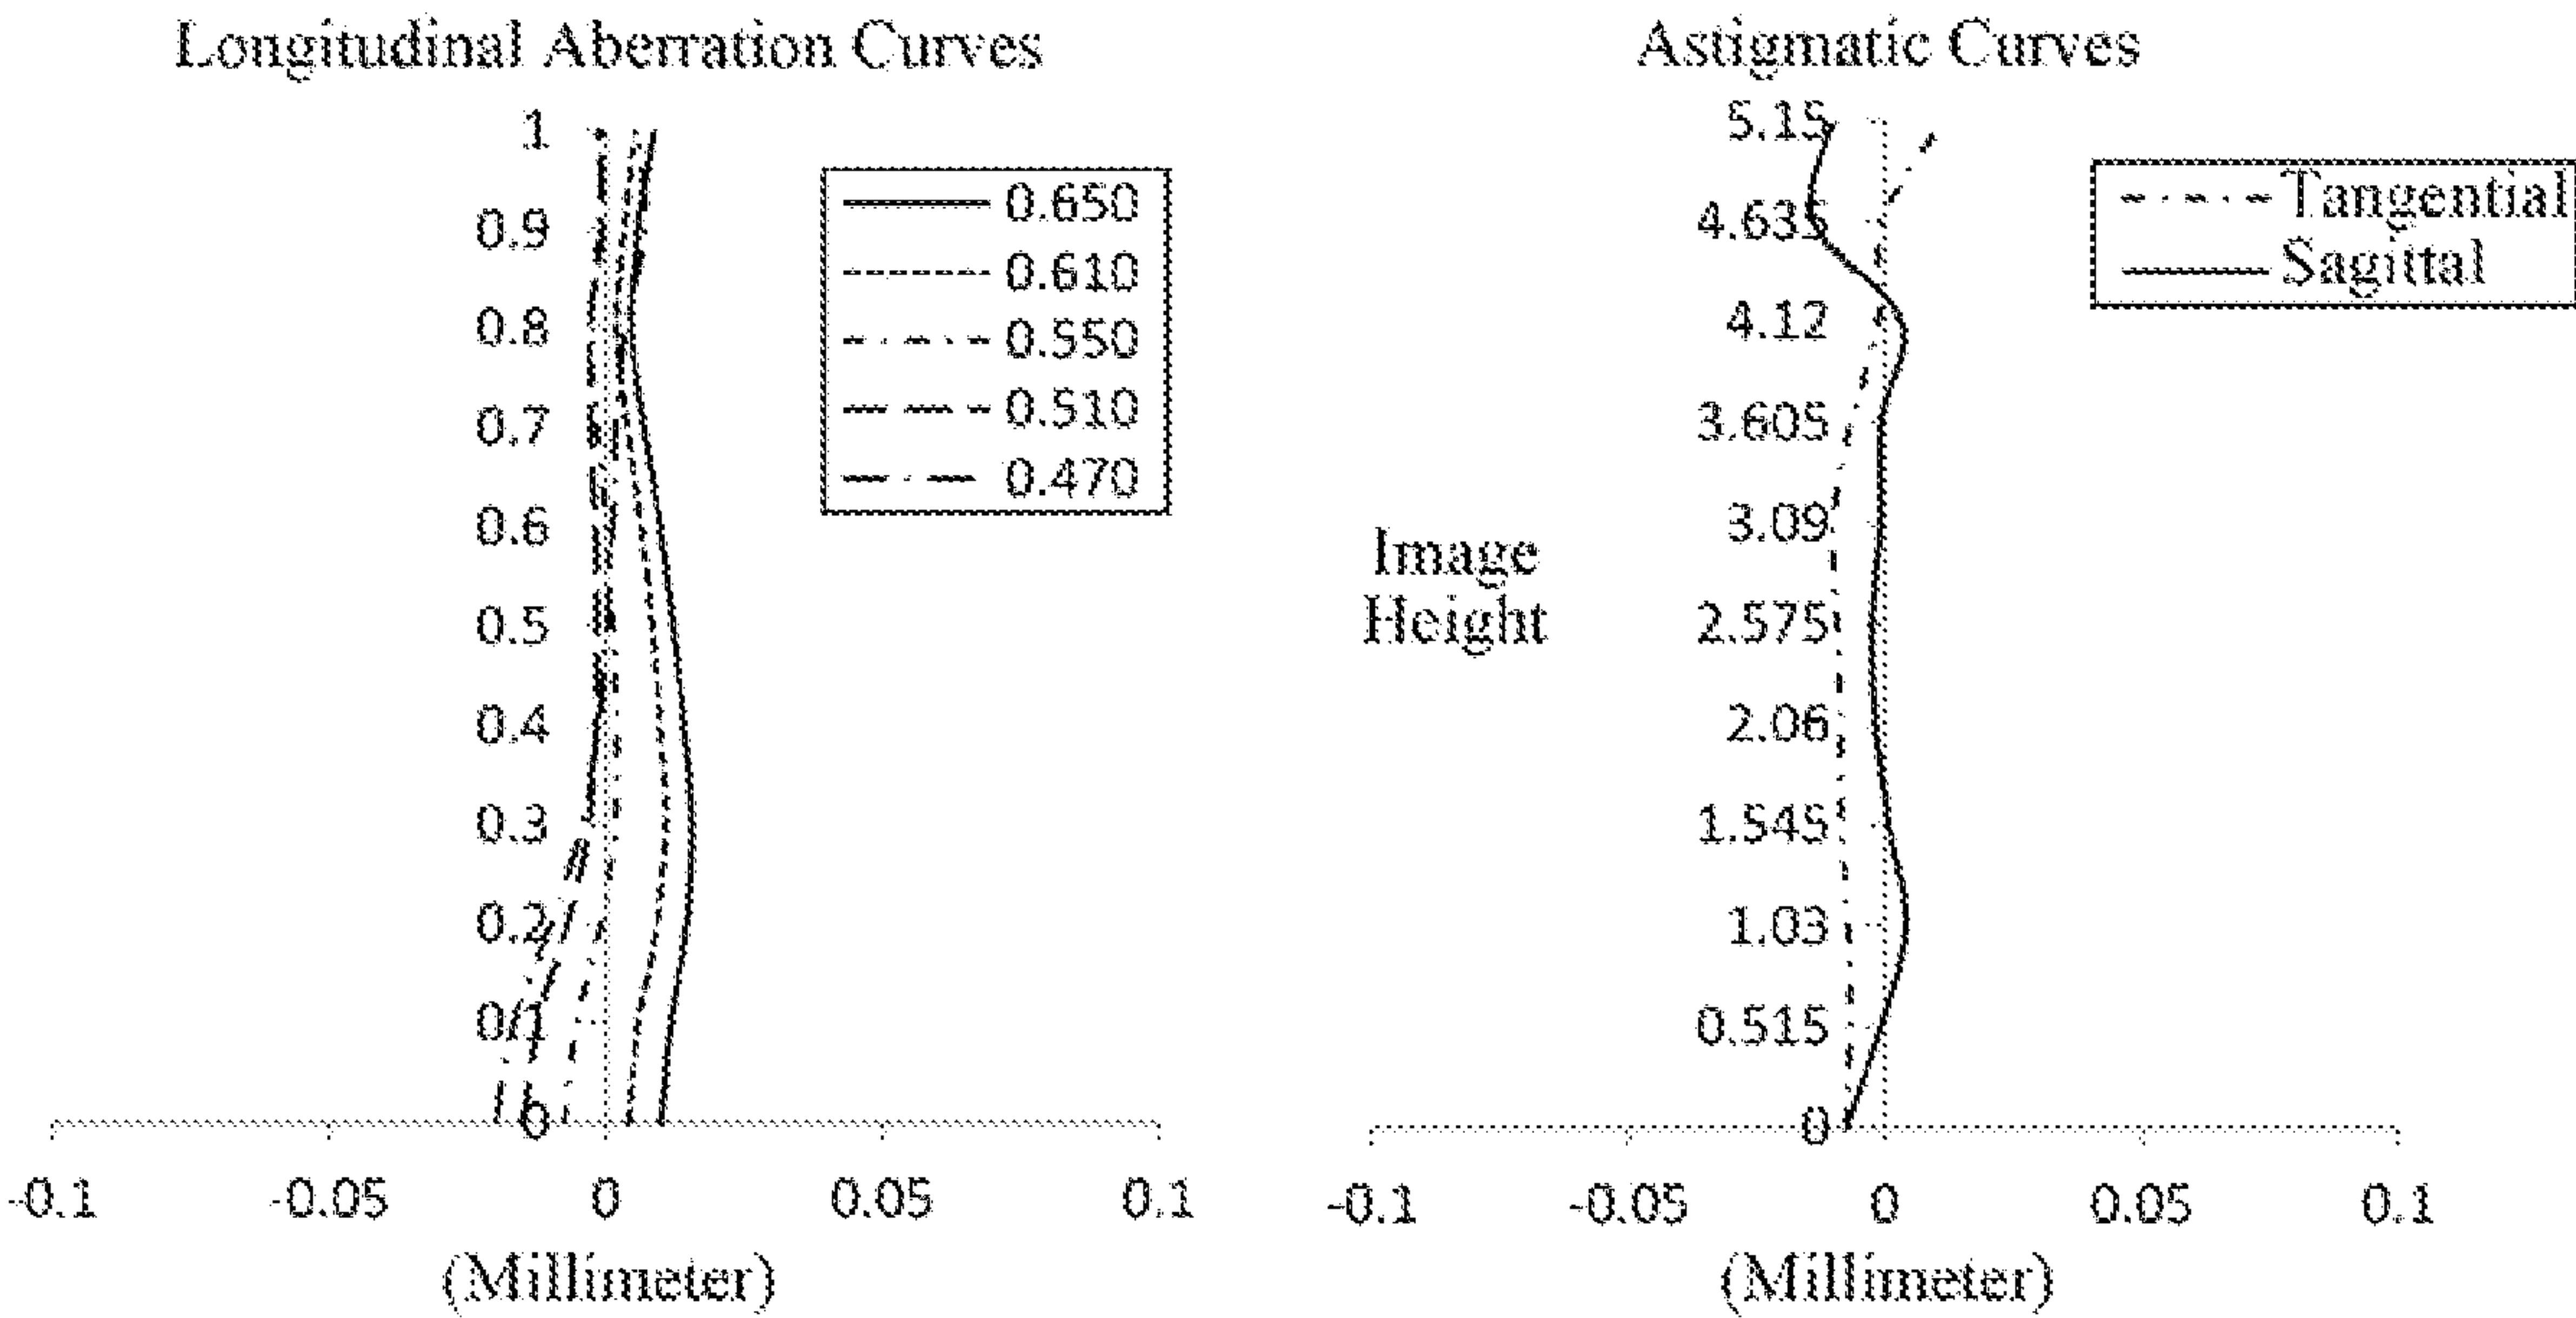 Longitudinal Aberration Curves
1
0.9
0.8
0.7
0.6
0.5
0.4
0.3
0.2
0.1
0
-0.1 -0.05 0 0.05 0.1
(Millimeter)
0.650
0.610
0.550
0.510
0.470
Astigmatic Curves
Image
Height
5.15
4.635
4.12
3.605
3.09
2.575
2.06
1.545
1.03
0.515
0
-0.1 -0.05 0 0.05 0.1
(Millimeter)
Tangential
Sagittal